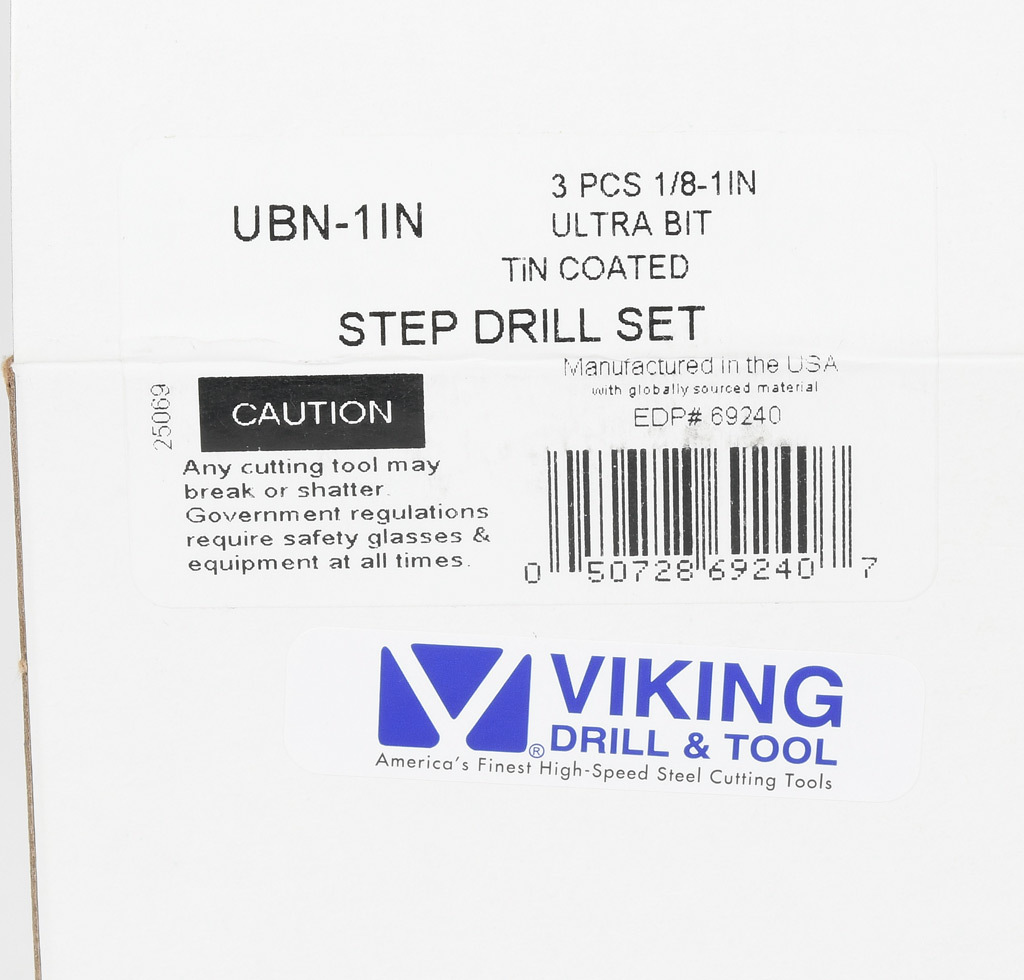 UBN-1IN
3 PCS 1/8-1IN
ULTRA BIT
TiN COATED
STEP DRILL SET
Manufactured in the USA
with globally sourced material
EDP# 69240
25069
CAUTION
Any cutting tool may
break or shatter.
Government regulations
require safety glasses &
equipment at all times.
0 50728 69240 7
VIKING
DRILL & TOOL
®
America's Finest High-Speed Steel Cutting Tools